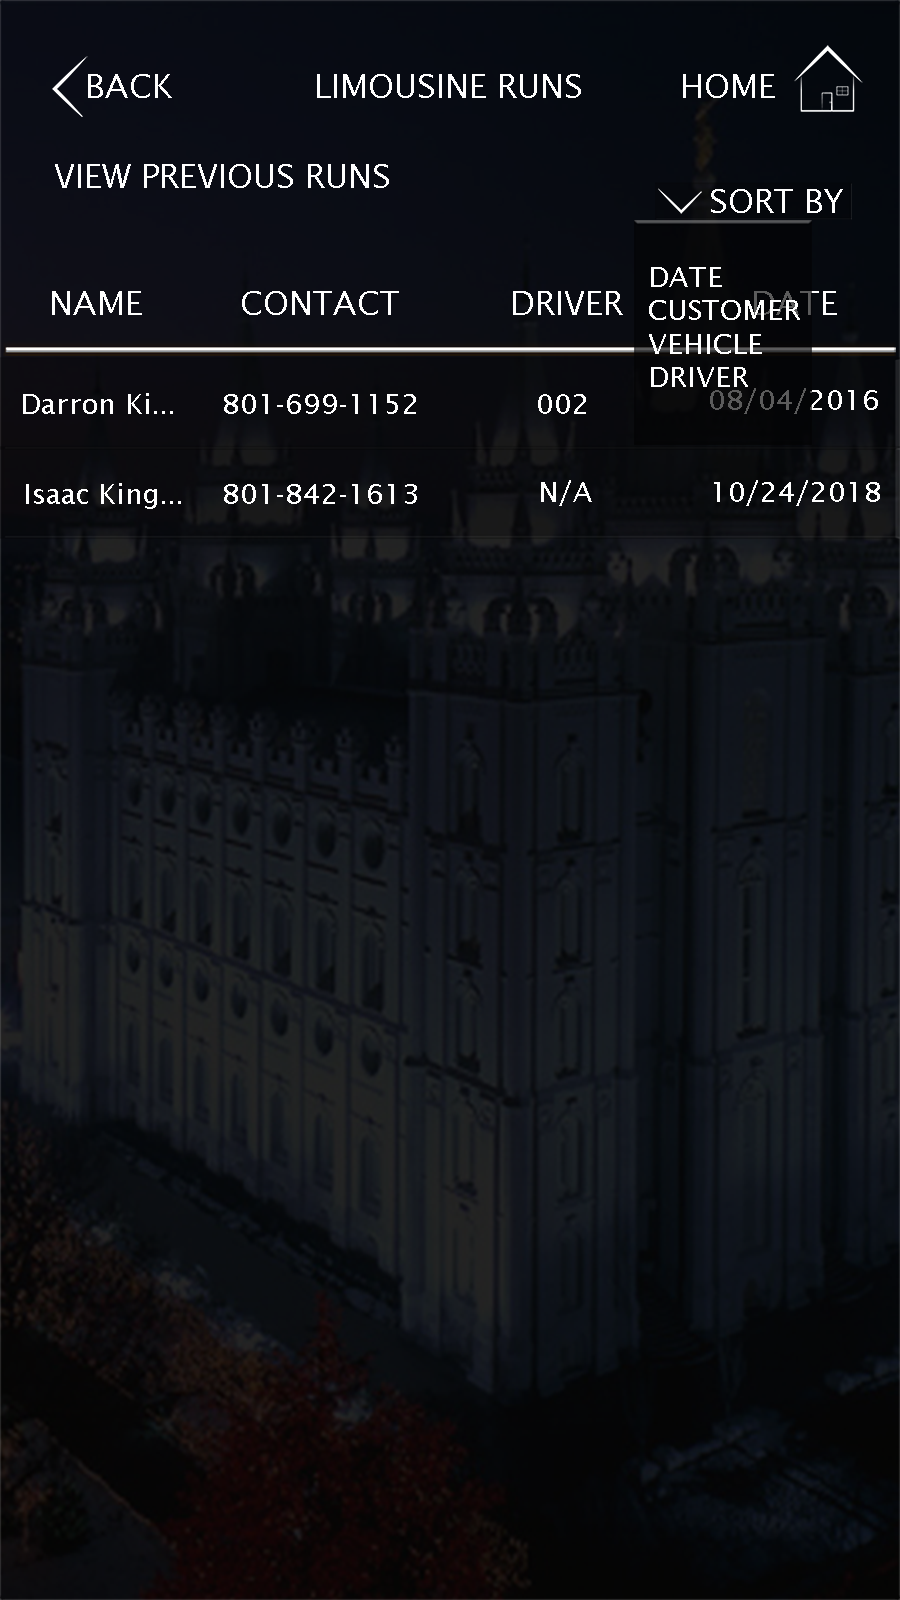 BACK LIMOUSINE RUNS HOME
VIEW PREVIOUS RUNS
SORT BY
DATE
CUSTOMER
VEHICLE
DRIVER
NAME CONTACT DRIVER DATE
Darron Ki... 801-699-1152 002 08/04/2016
Isaac King... 801-842-1613 N/A 10/24/2018